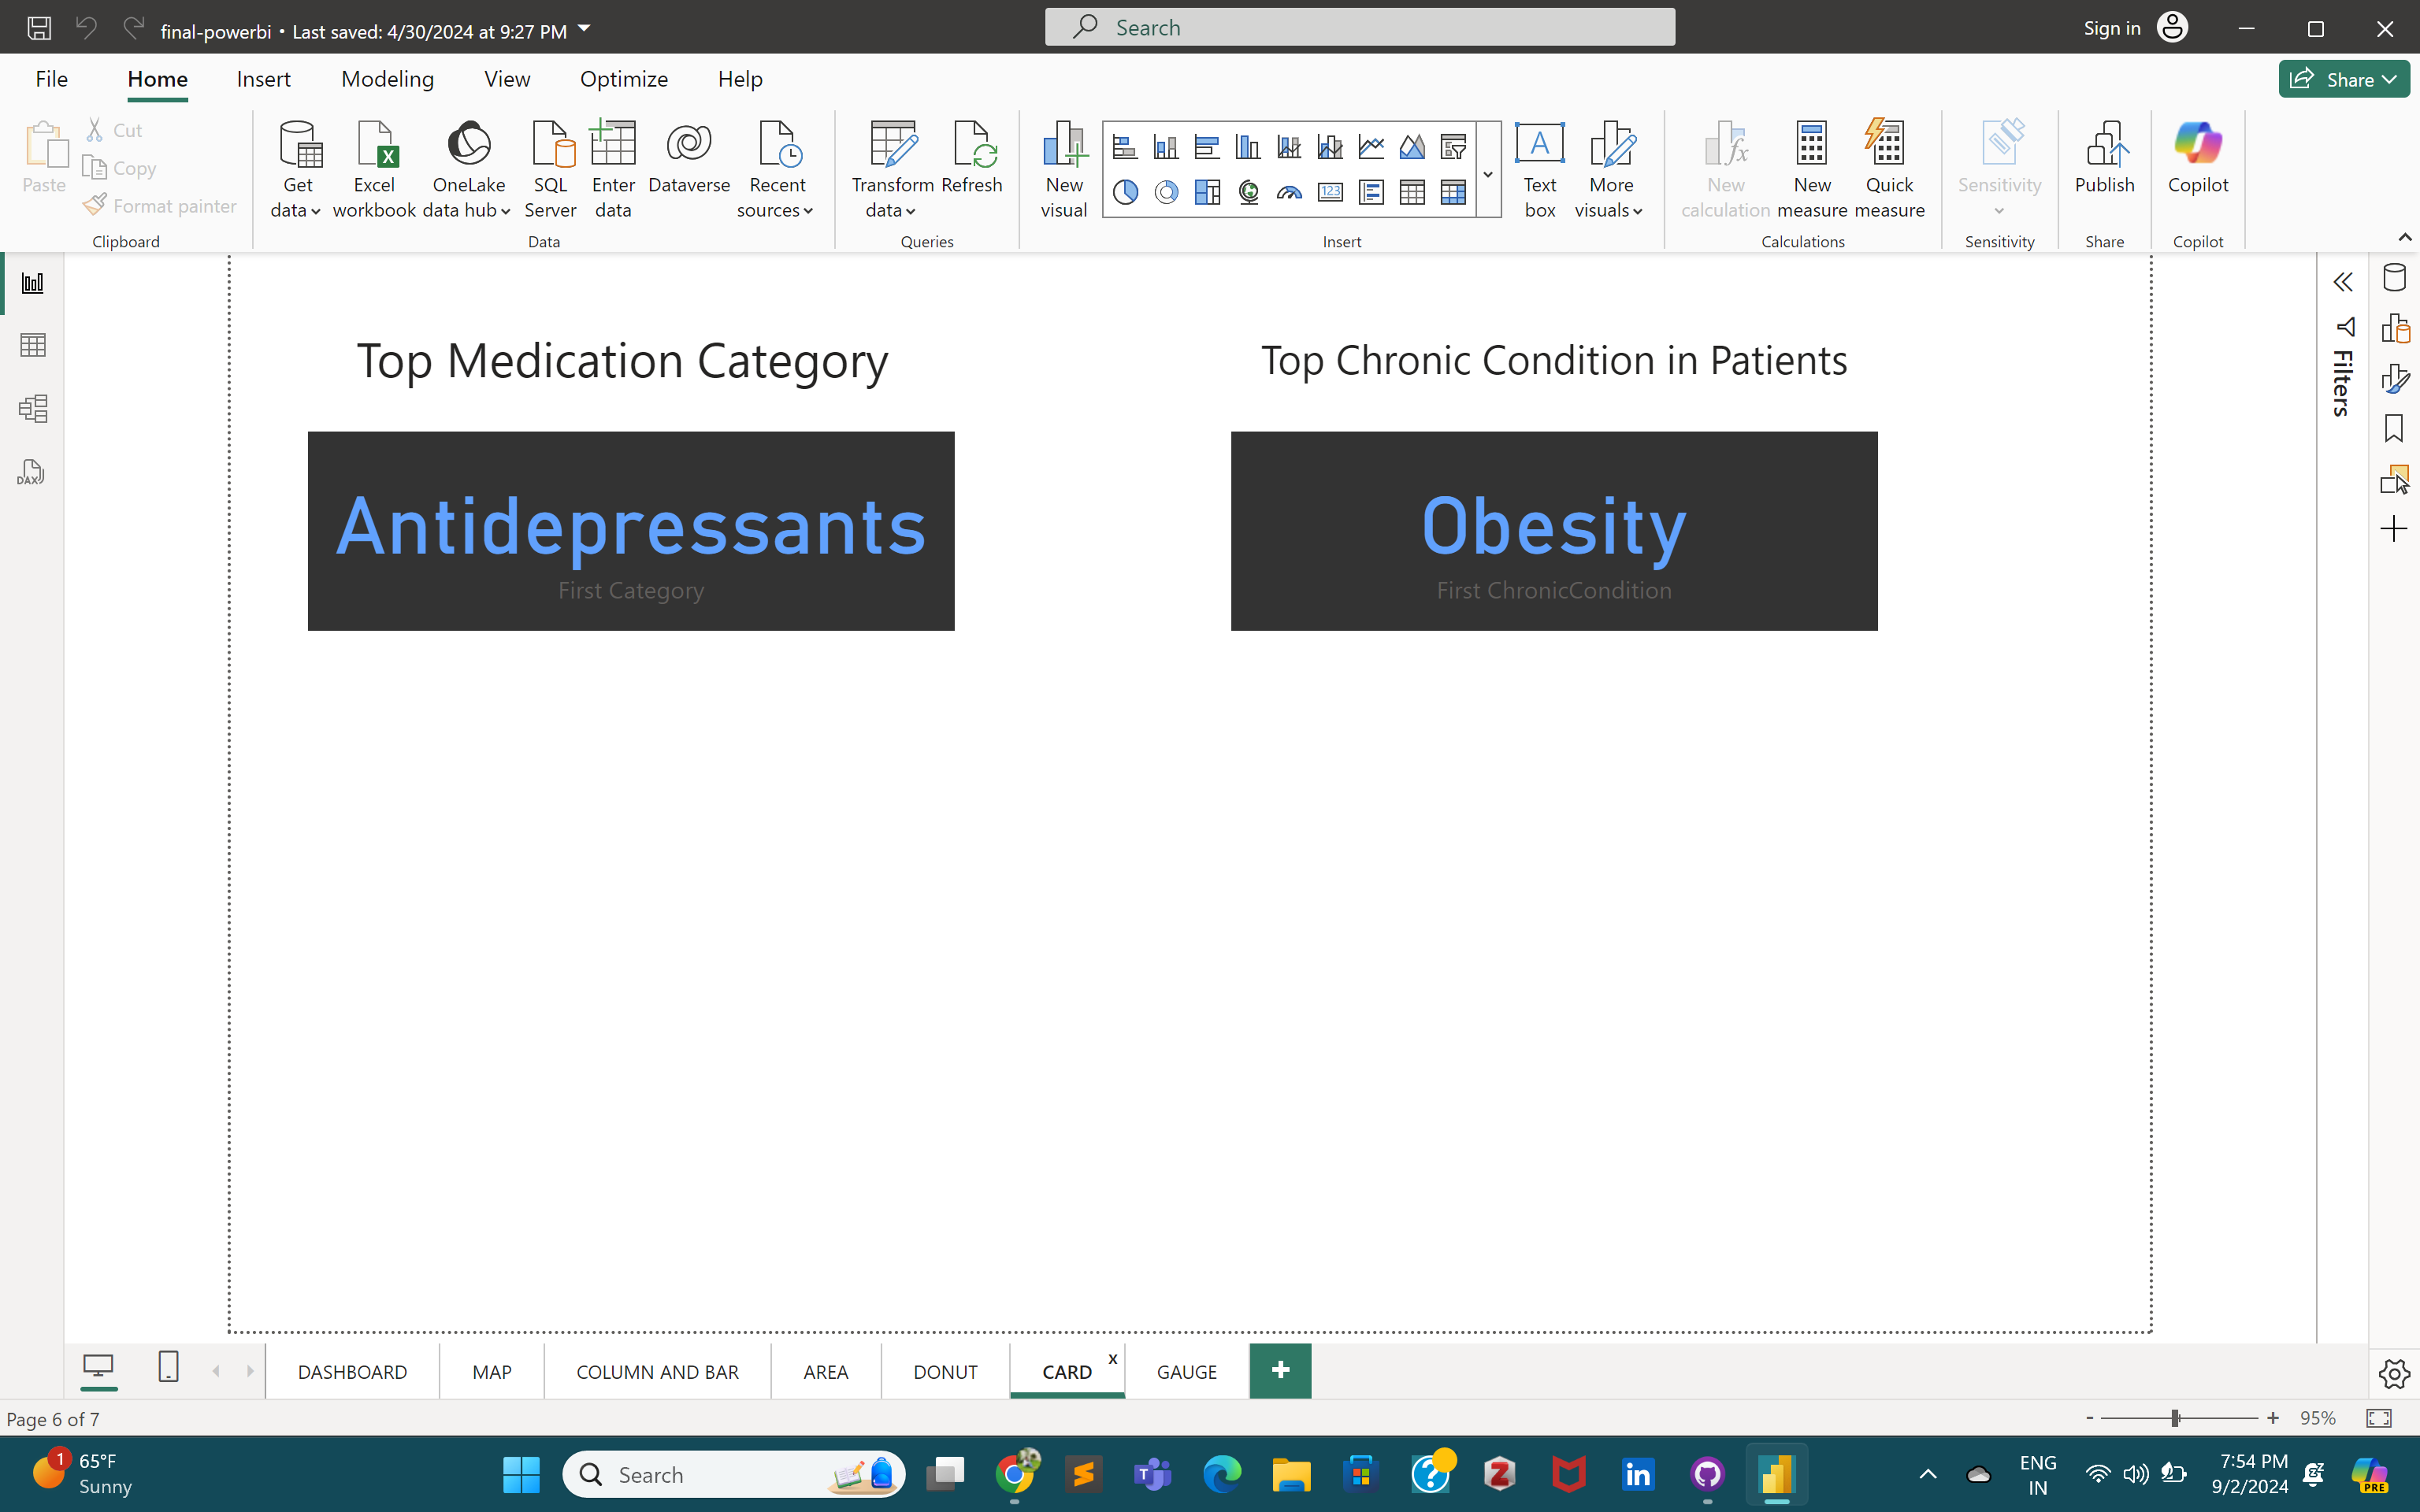 final-powerbi • Last saved: 4/30/2024 at 9:27 PM
Search
Sign in
File Home Insert Modeling View Optimize Help
Share
Paste
Cut
Copy
Format painter
Clipboard
Get data
Excel workbook
OneLake data hub
SQL Server
Enter data
Dataverse
Recent sources
Data
Transform data
Refresh
Queries
New visual
123
A
Text box
More visuals
Insert
New calculation
New measure
Quick measure
Calculations
Sensitivity
Sensitivity
Publish
Share
Copilot
Copilot
DAX
Filters
Top Medication Category
Antidepressants
First Category
Top Chronic Condition in Patients
Obesity
First ChronicCondition
DASHBOARD MAP COLUMN AND BAR AREA DONUT CARD x GAUGE +
Page 6 of 7
- + 95%
1
65°F
Sunny
Search
ENG
IN
7:54 PM
9/2/2024
PRE